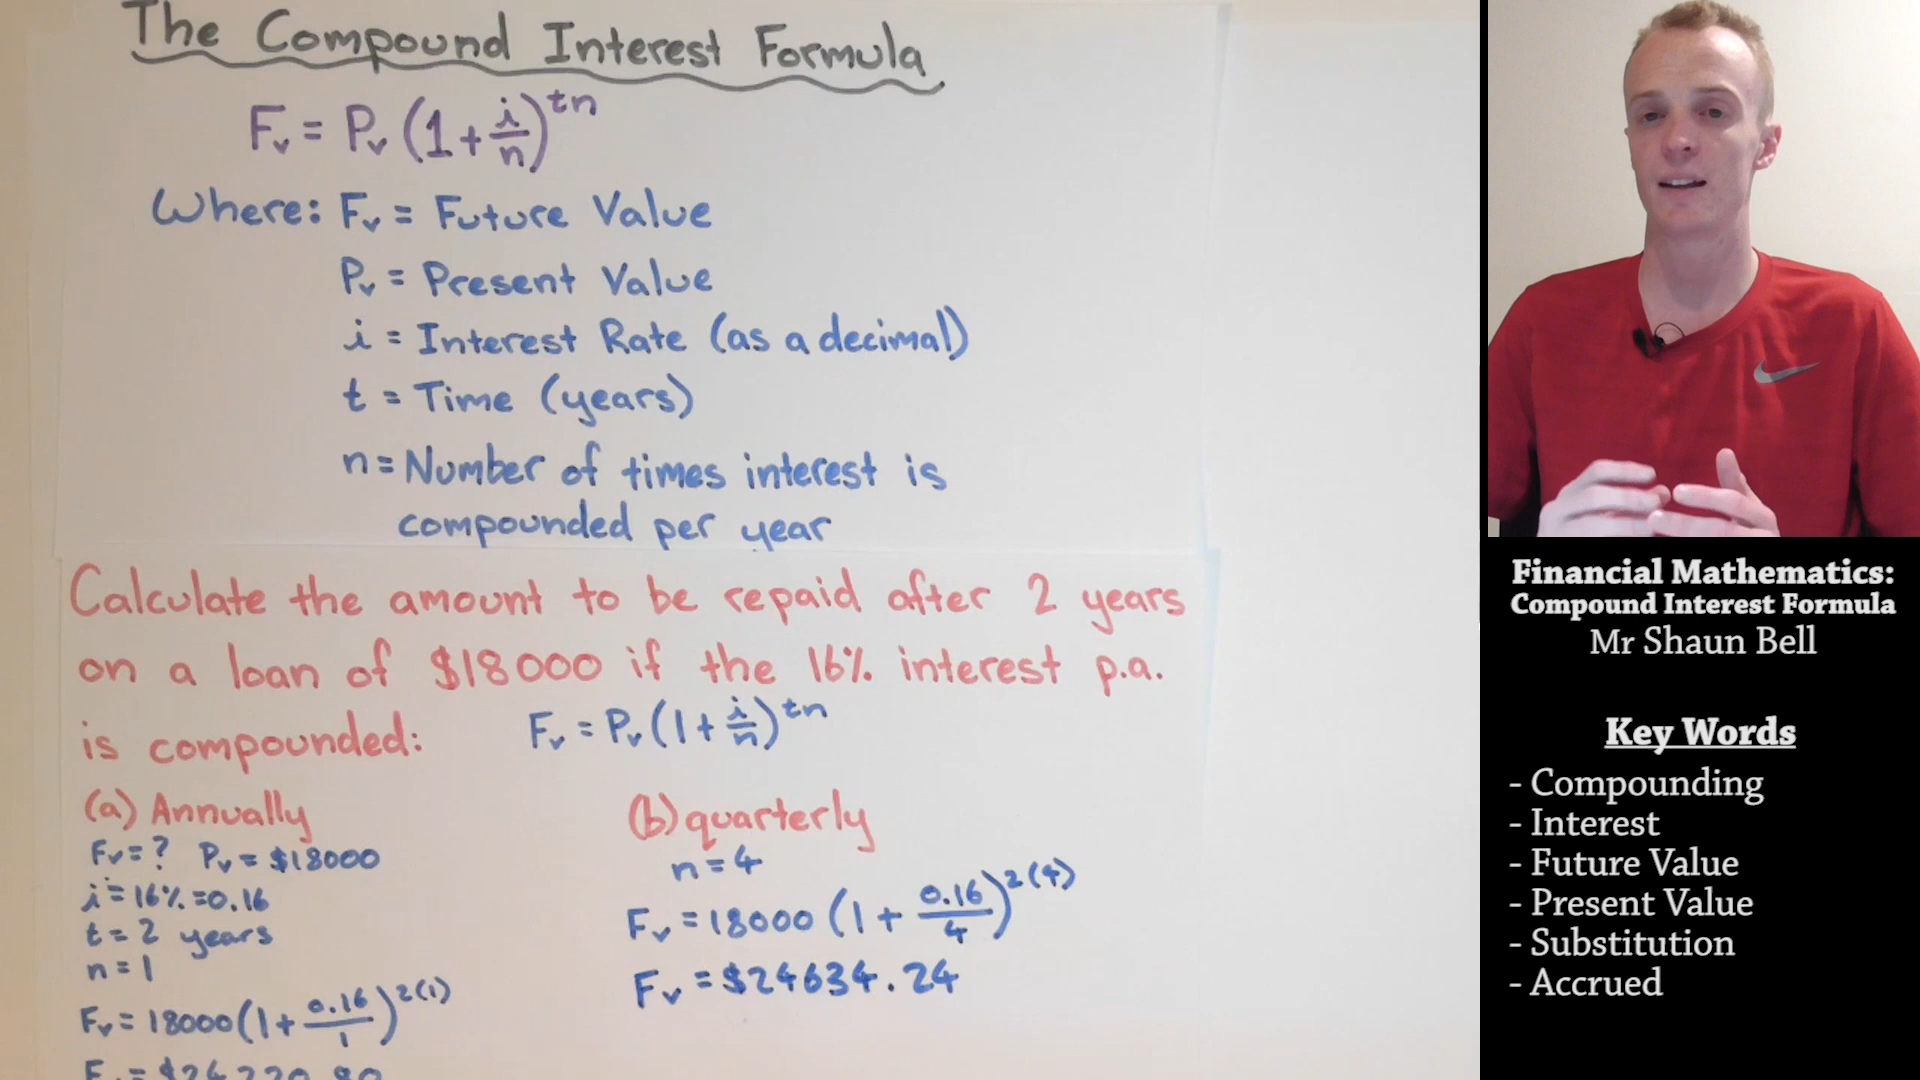 The Compound Interest Formula
Fv = Pv (1 + i/n)^tn
Where: Fv = Future Value
Pv = Present Value
i = Interest Rate (as a decimal)
t = Time (years)
n = Number of times interest is
compounded per year
Calculate the amount to be repaid after 2 years
on a loan of $18000 if the 16% interest p.a.
is compounded:
Fv = Pv (1 + i/n)^tn
(a) Annually
Fv = ? Pv = $18000
i = 16% = 0.16
t = 2 years
n = 1
Fv = 18000 (1 + 0.16/1)^2(1)
(b) quarterly
n = 4
Fv = 18000 (1 + 0.16/4)^2(4)
Fv = $24634.24
Financial Mathematics:
Compound Interest Formula
Mr Shaun Bell
Key Words
- Compounding
- Interest
- Future Value
- Present Value
- Substitution
- Accrued